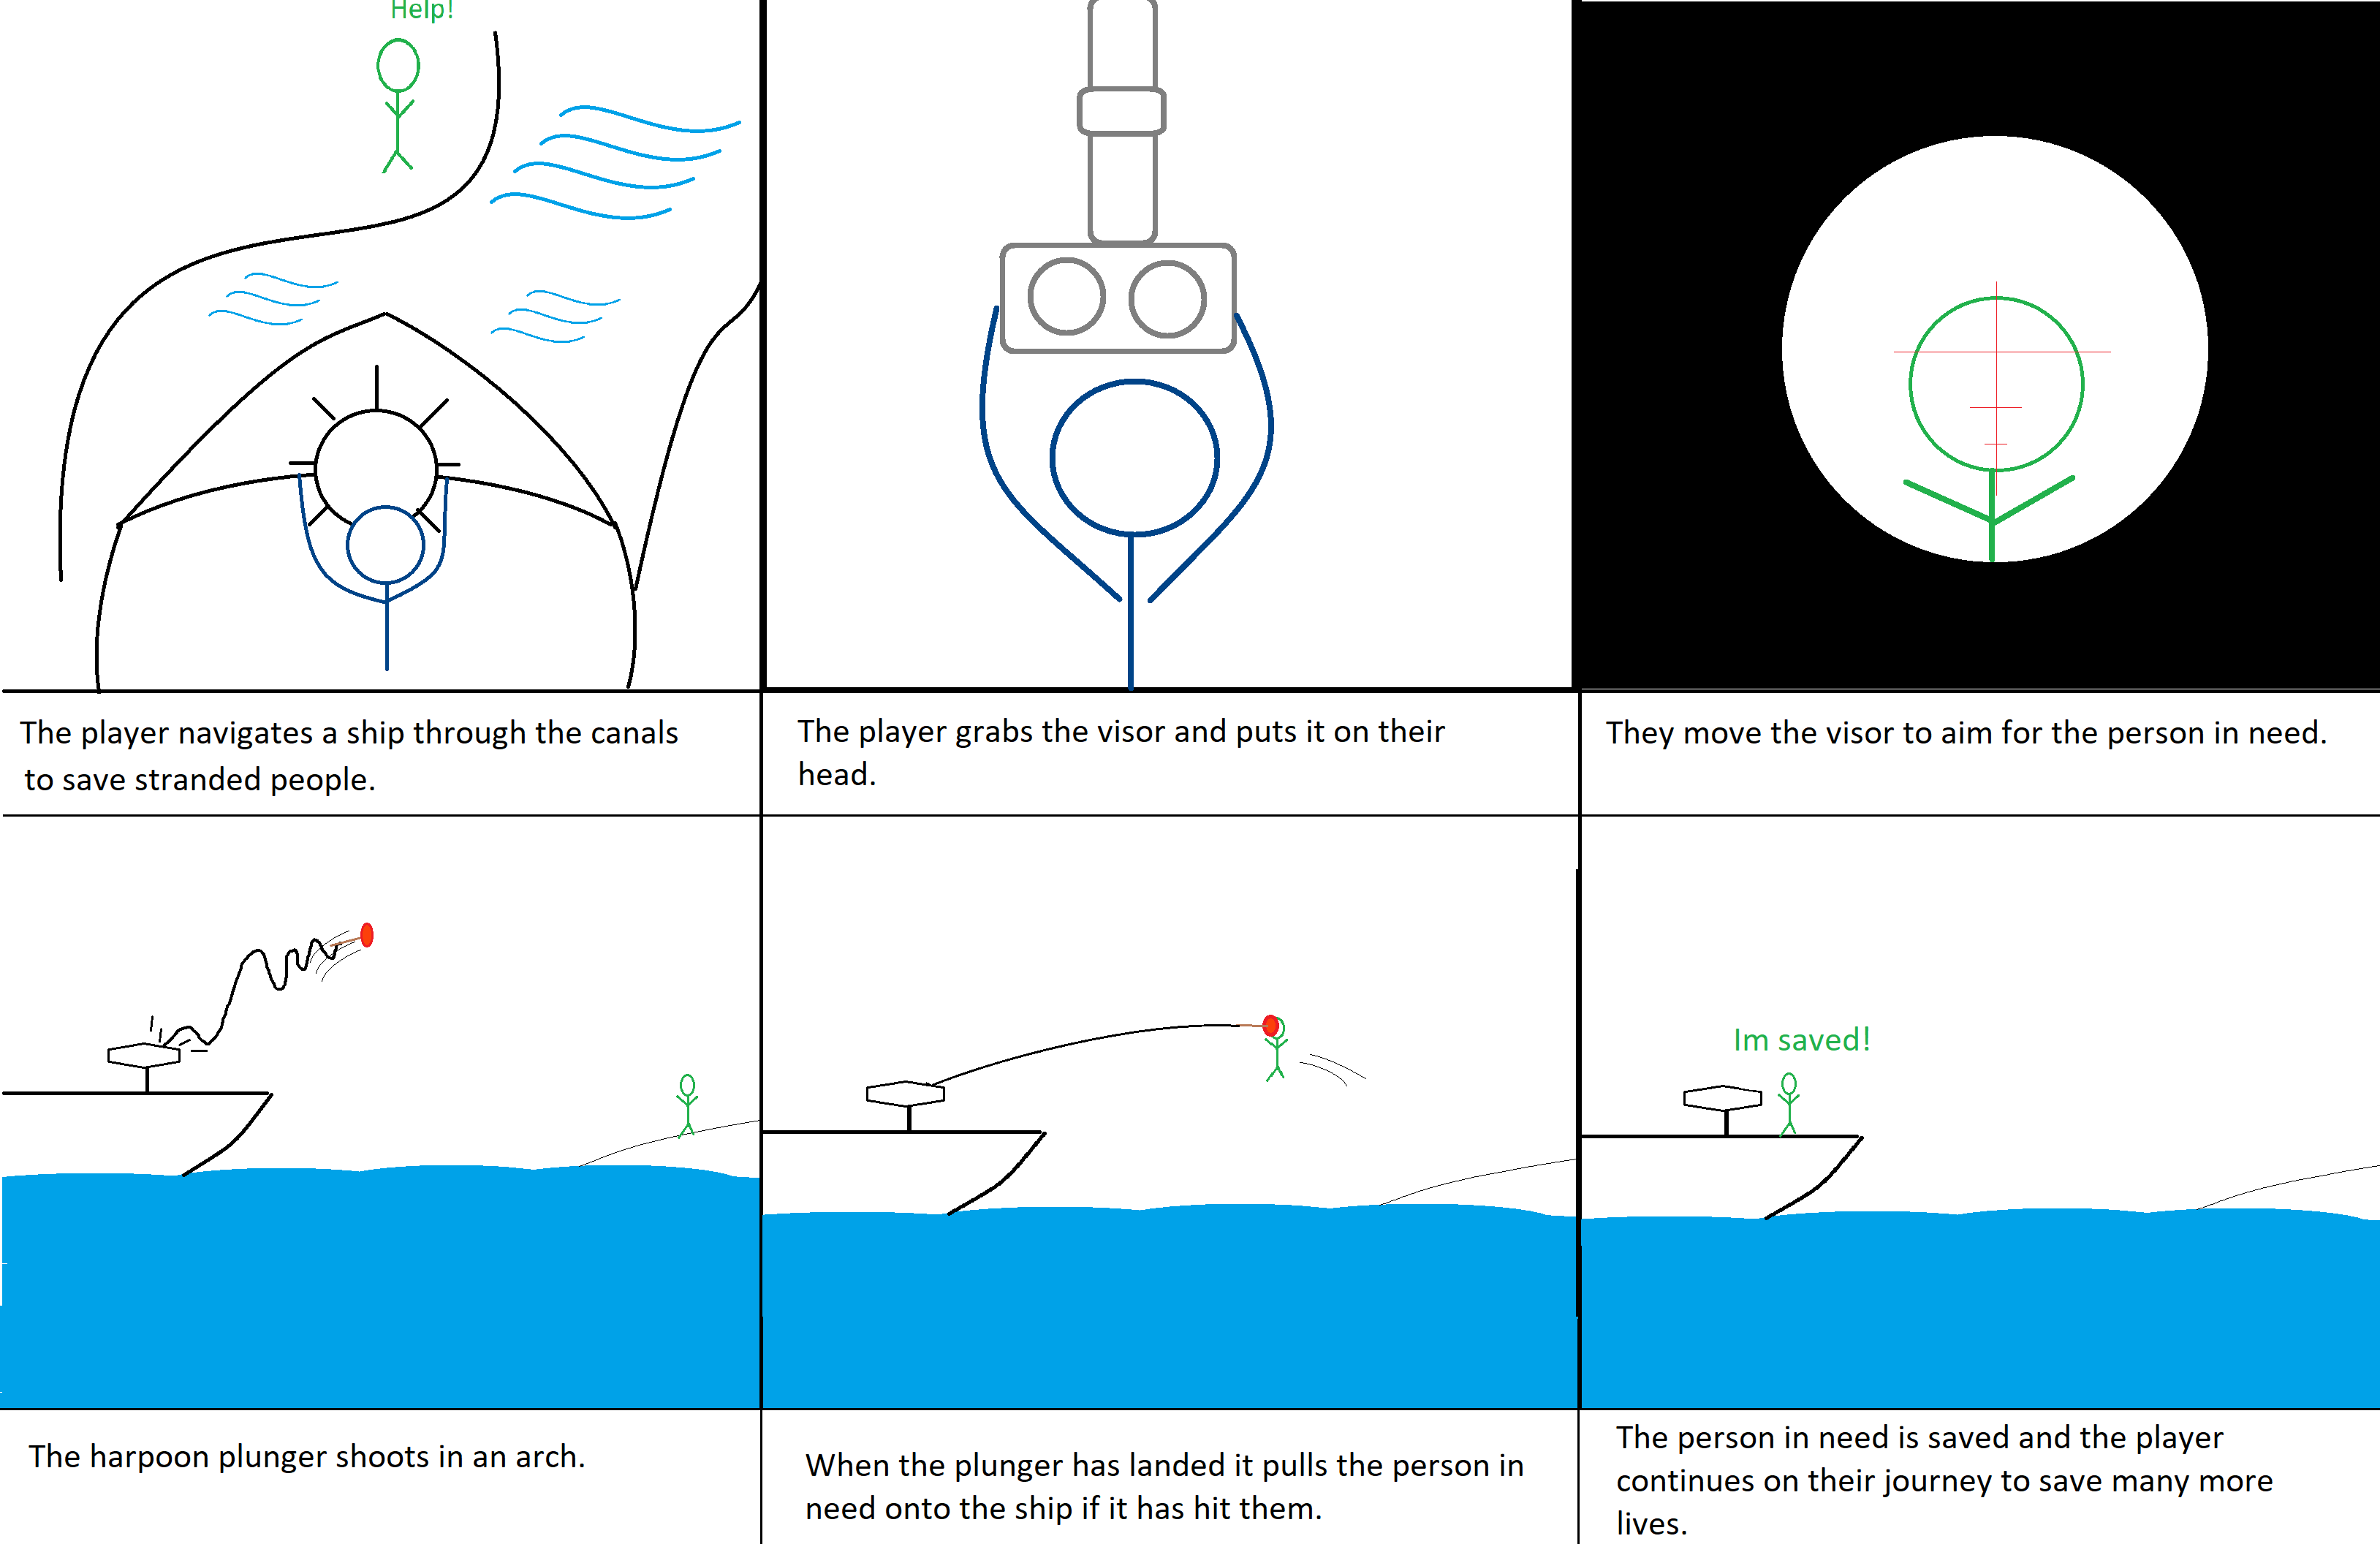 Help!
The player navigates a ship through the canals
to save stranded people.
The player grabs the visor and puts it on their
head.
They move the visor to aim for the person in need.
Im saved!
The harpoon plunger shoots in an arch.
When the plunger has landed it pulls the person in
need onto the ship if it has hit them.
The person in need is saved and the player
continues on their journey to save many more
lives.